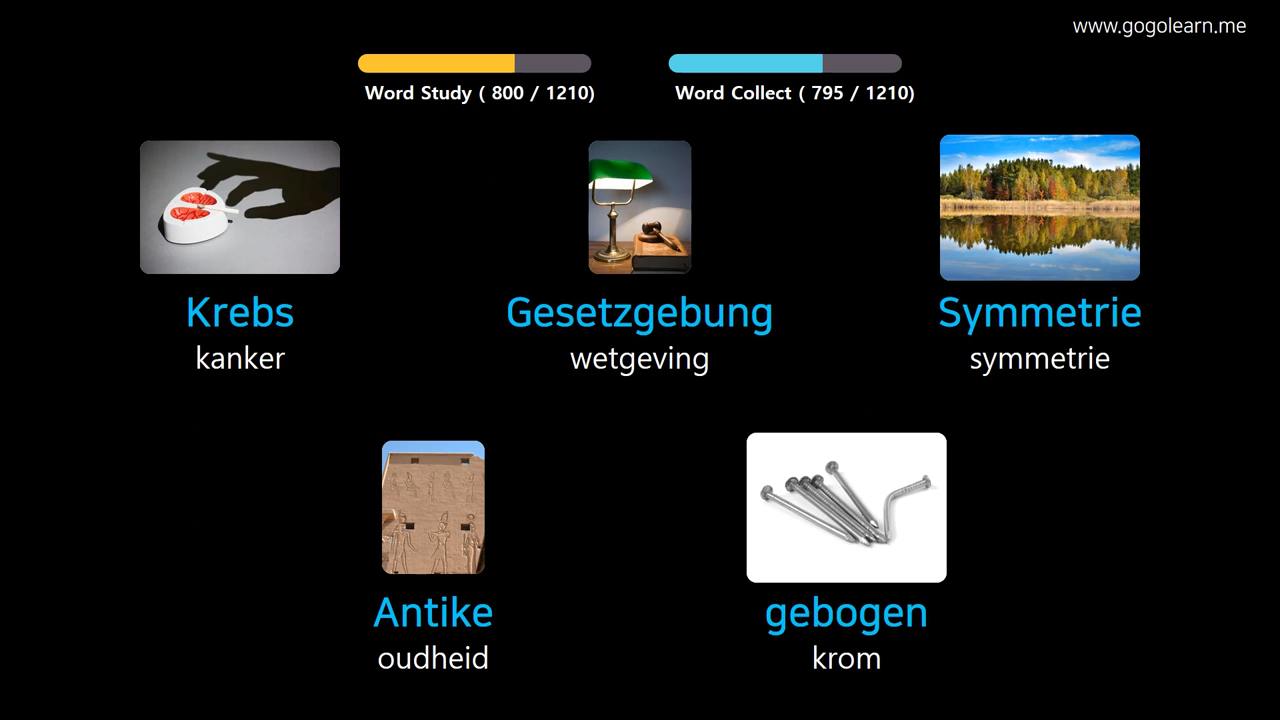 www.gogolearn.me
Word Study ( 800 / 1210)
Word Collect ( 795 / 1210)
Krebs
kanker
Gesetzgebung
wetgeving
Symmetrie
symmetrie
Antike
oudheid
gebogen
krom